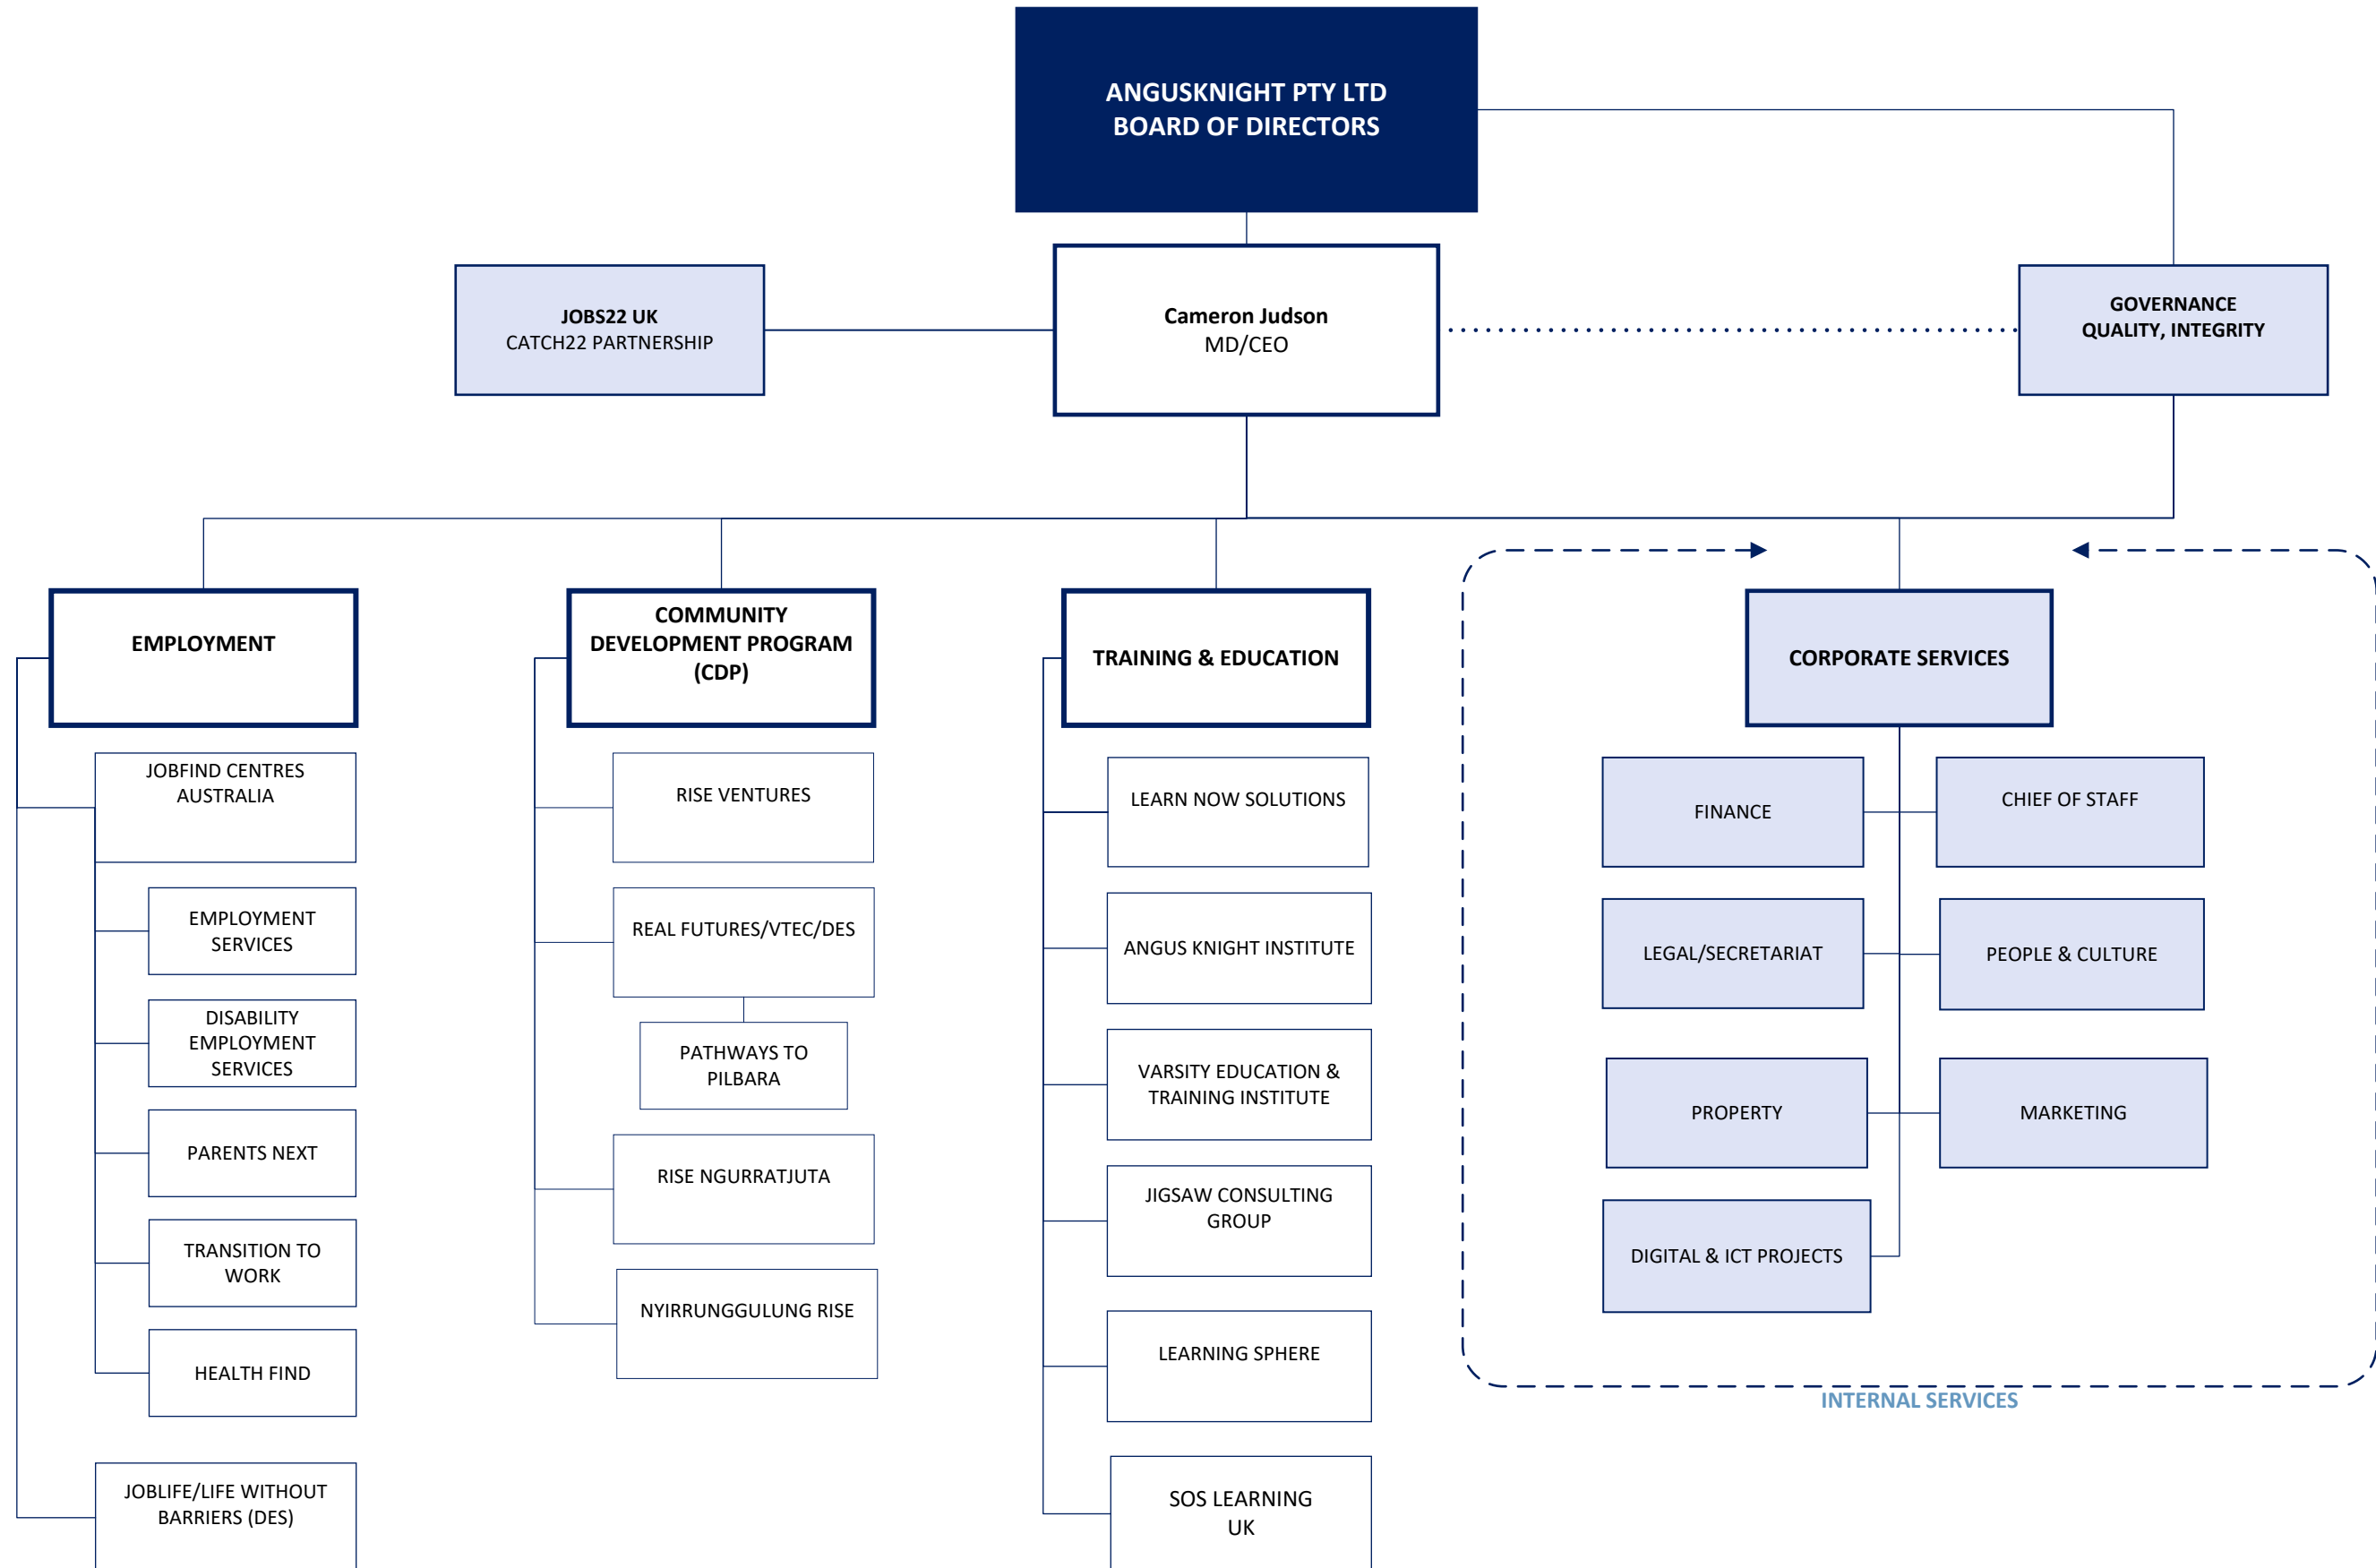 ANGUSKNIGHT PTY LTD
BOARD OF DIRECTORS
JOBS22 UK
CATCH22 PARTNERSHIP
Cameron Judson
MD/CEO
GOVERNANCE
QUALITY, INTEGRITY
EMPLOYMENT
COMMUNITY
DEVELOPMENT PROGRAM
(CDP)
TRAINING & EDUCATION
CORPORATE SERVICES
JOBFIND CENTRES
AUSTRALIA
EMPLOYMENT
SERVICES
DISABILITY
EMPLOYMENT
SERVICES
PARENTS NEXT
TRANSITION TO
WORK
HEALTH FIND
JOBLIFE/LIFE WITHOUT
BARRIERS (DES)
RISE VENTURES
REAL FUTURES/VTEC/DES
PATHWAYS TO
PILBARA
RISE NGURRATJUTA
NYIRRUNGGULUNG RISE
LEARN NOW SOLUTIONS
ANGUS KNIGHT INSTITUTE
VARSITY EDUCATION &
TRAINING INSTITUTE
JIGSAW CONSULTING
GROUP
LEARNING SPHERE
SOS LEARNING
UK
FINANCE
CHIEF OF STAFF
LEGAL/SECRETARIAT
PEOPLE & CULTURE
PROPERTY
MARKETING
DIGITAL & ICT PROJECTS
INTERNAL SERVICES